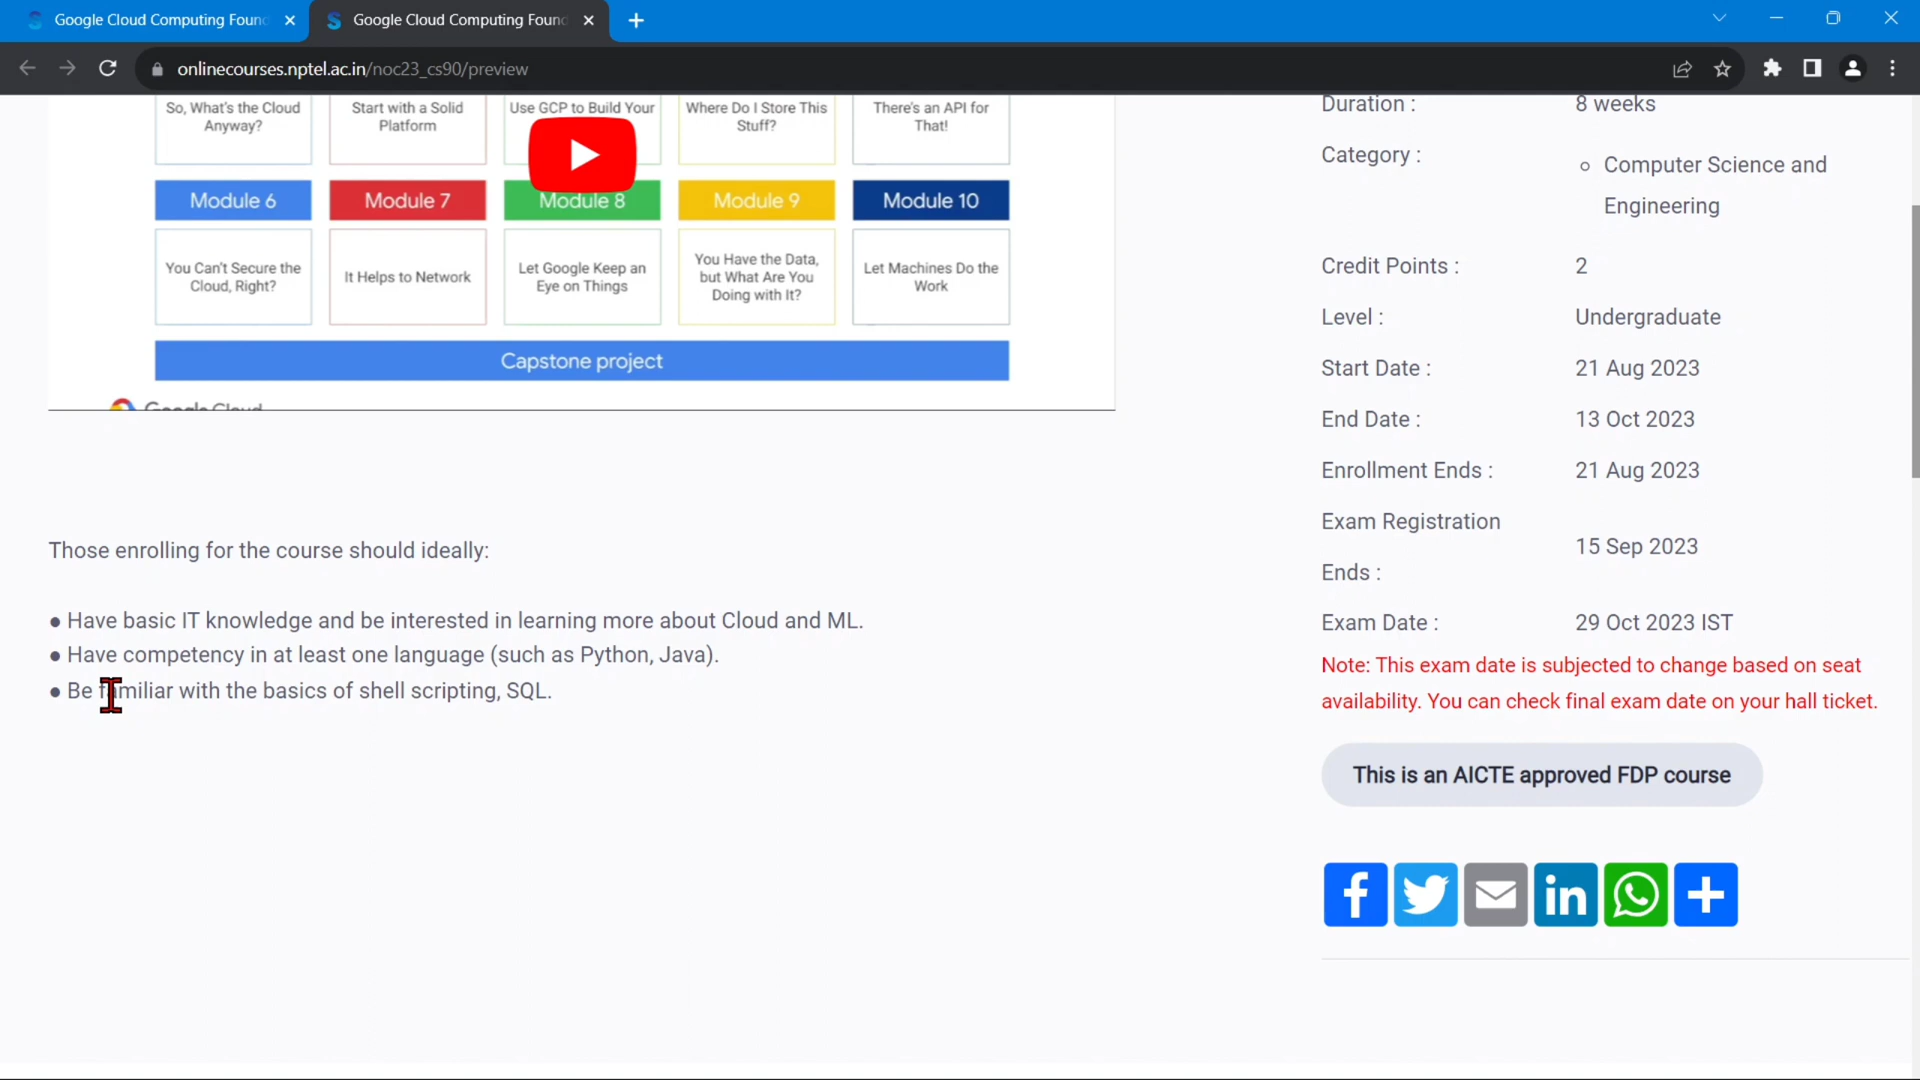 Google Cloud Computing Foun
Google Cloud Computing Foun
onlinecourses.nptel.ac.in/noc23_cs90/preview
So, What's the Cloud
Anyway?
Start with a Solid
Platform
Use GCP to Build Your
Where Do I Store This
Stuff?
There's an API for
That!
Module 6
Module 7
Module 8
Module 9
Module 10
You Can't Secure the
Cloud, Right?
It Helps to Network
Let Google Keep an
Eye on Things
You Have the Data,
but What Are You
Doing with It?
Let Machines Do the
Work
Capstone project
Google Cloud
Those enrolling for the course should ideally:
● Have basic IT knowledge and be interested in learning more about Cloud and ML.
● Have competency in at least one language (such as Python, Java).
● Be familiar with the basics of shell scripting, SQL.
Duration : 8 weeks
Category :
Computer Science and
Engineering
Credit Points : 2
Level : Undergraduate
Start Date : 21 Aug 2023
End Date : 13 Oct 2023
Enrollment Ends : 21 Aug 2023
Exam Registration
Ends :
15 Sep 2023
Exam Date : 29 Oct 2023 IST
Note: This exam date is subjected to change based on seat
availability. You can check final exam date on your hall ticket.
This is an AICTE approved FDP course